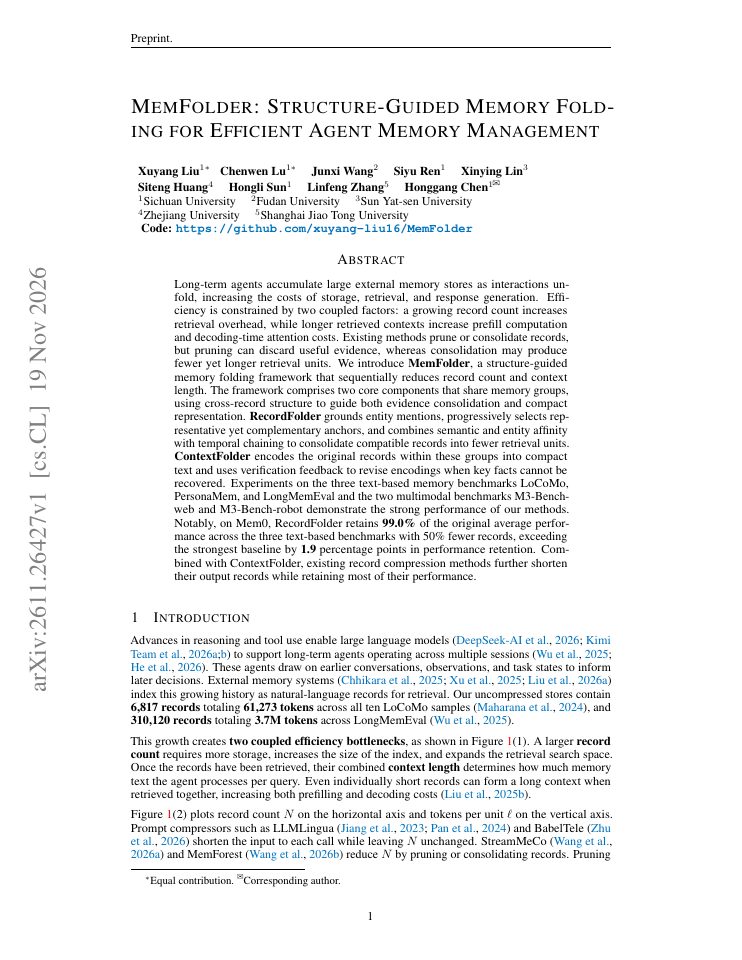 Preprint.
MEMFOLDER: STRUCTURE-GUIDED MEMORY FOLD-
ING FOR EFFICIENT AGENT MEMORY MANAGEMENT
Xuyang Liu1* Chenwen Lu1* Junxi Wang2 Siyu Ren1 Xinying Lin3
Siteng Huang4 Hongli Sun1 Linfeng Zhang5 Honggang Chen1✉
1Sichuan University 2Fudan University 3Sun Yat-sen University
4Zhejiang University 5Shanghai Jiao Tong University
Code: https://github.com/xuyang-liu16/MemFolder
ABSTRACT
Long-term agents accumulate large external memory stores as interactions un-
fold, increasing the costs of storage, retrieval, and response generation. Effi-
ciency is constrained by two coupled factors: a growing record count increases
retrieval overhead, while longer retrieved contexts increase prefill computation
and decoding-time attention costs. Existing methods prune or consolidate records,
but pruning can discard useful evidence, whereas consolidation may produce
fewer yet longer retrieval units. We introduce MemFolder, a structure-guided
memory folding framework that sequentially reduces record count and context
length. The framework comprises two core components that share memory groups,
using cross-record structure to guide both evidence consolidation and compact
representation. RecordFolder grounds entity mentions, progressively selects rep-
resentative yet complementary anchors, and combines semantic and entity affinity
with temporal chaining to consolidate compatible records into fewer retrieval units.
ContextFolder encodes the original records within these groups into compact
text and uses verification feedback to revise encodings when key facts cannot be
recovered. Experiments on the three text-based memory benchmarks LoCoMo,
PersonaMem, and LongMemEval and the two multimodal benchmarks M3-Bench-
web and M3-Bench-robot demonstrate the strong performance of our methods.
Notably, on Mem0, RecordFolder retains 99.0% of the original average perfor-
mance across the three text-based benchmarks with 50% fewer records, exceeding
the strongest baseline by 1.9 percentage points in performance retention. Com-
bined with ContextFolder, existing record compression methods further shorten
their output records while retaining most of their performance.
1 INTRODUCTION
Advances in reasoning and tool use enable large language models (DeepSeek-AI et al., 2026; Kimi
Team et al., 2026a;b) to support long-term agents operating across multiple sessions (Wu et al., 2025;
He et al., 2026). These agents draw on earlier conversations, observations, and task states to inform
later decisions. External memory systems (Chhikara et al., 2025; Xu et al., 2025; Liu et al., 2026a)
index this growing history as natural-language records for retrieval. Our uncompressed stores contain
6,817 records totaling 61,273 tokens across all ten LoCoMo samples (Maharana et al., 2024), and
310,120 records totaling 3.7M tokens across LongMemEval (Wu et al., 2025).
This growth creates two coupled efficiency bottlenecks, as shown in Figure 1(1). A larger record
count requires more storage, increases the size of the index, and expands the retrieval search space.
Once the records have been retrieved, their combined context length determines how much memory
text the agent processes per query. Even individually short records can form a long context when
retrieved together, increasing both prefilling and decoding costs (Liu et al., 2025b).
Figure 1(2) plots record count N on the horizontal axis and tokens per unit ℓ on the vertical axis.
Prompt compressors such as LLMLingua (Jiang et al., 2023; Pan et al., 2024) and BabelTele (Zhu
et al., 2026) shorten the input to each call while leaving N unchanged. StreamMeCo (Wang et al.,
2026a) and MemForest (Wang et al., 2026b) reduce N by pruning or consolidating records. Pruning
*Equal contribution. ✉Corresponding author.
1
arXiv:2611.26427v1 [cs.CL] 19 Nov 2026